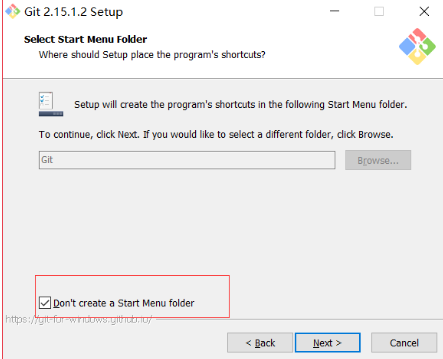 Git 2.15.1.2 Setup
Select Start Menu Folder
Where should Setup place the program's shortcuts?
Setup will create the program's shortcuts in the following Start Menu folder.
To continue, click Next. If you would like to select a different folder, click Browse.
Git
Browse...
Don't create a Start Menu folder
https://git-for-windows.github.io/
< Back
Next >
Cancel